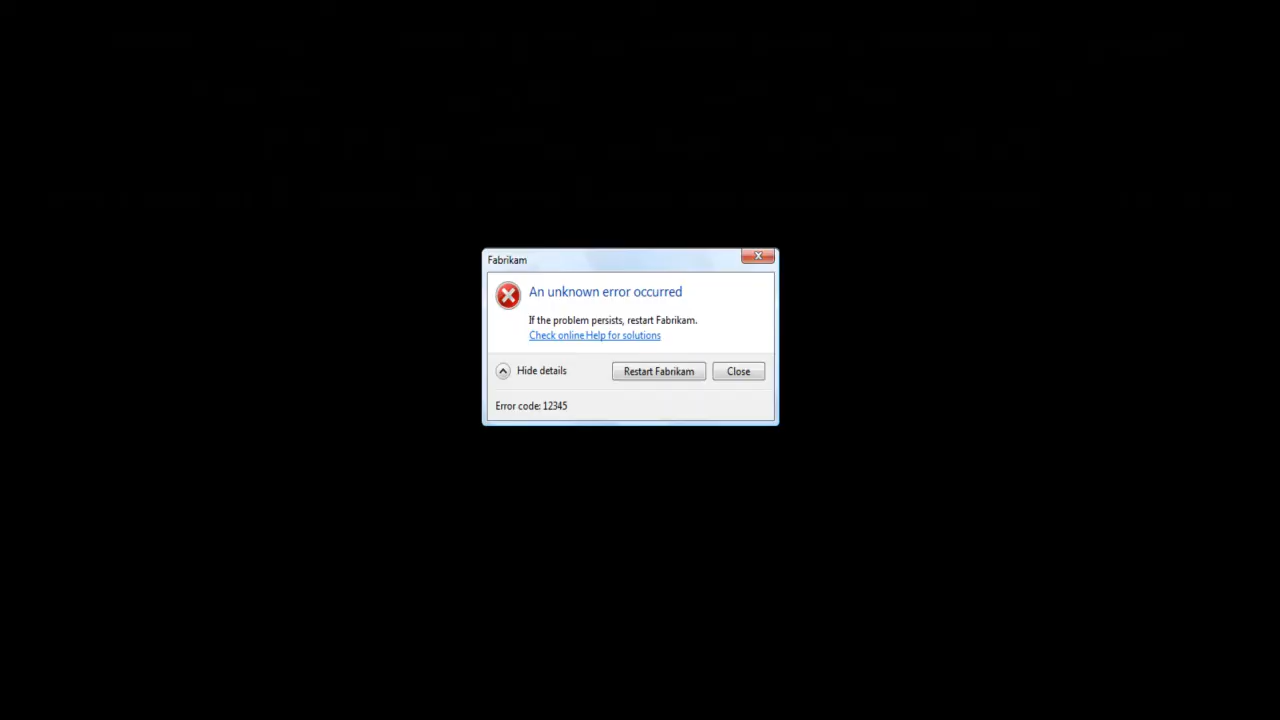 Fabrikam
An unknown error occurred
If the problem persists, restart Fabrikam.
Check online Help for solutions
Hide details
Restart Fabrikam
Close
Error code: 12345